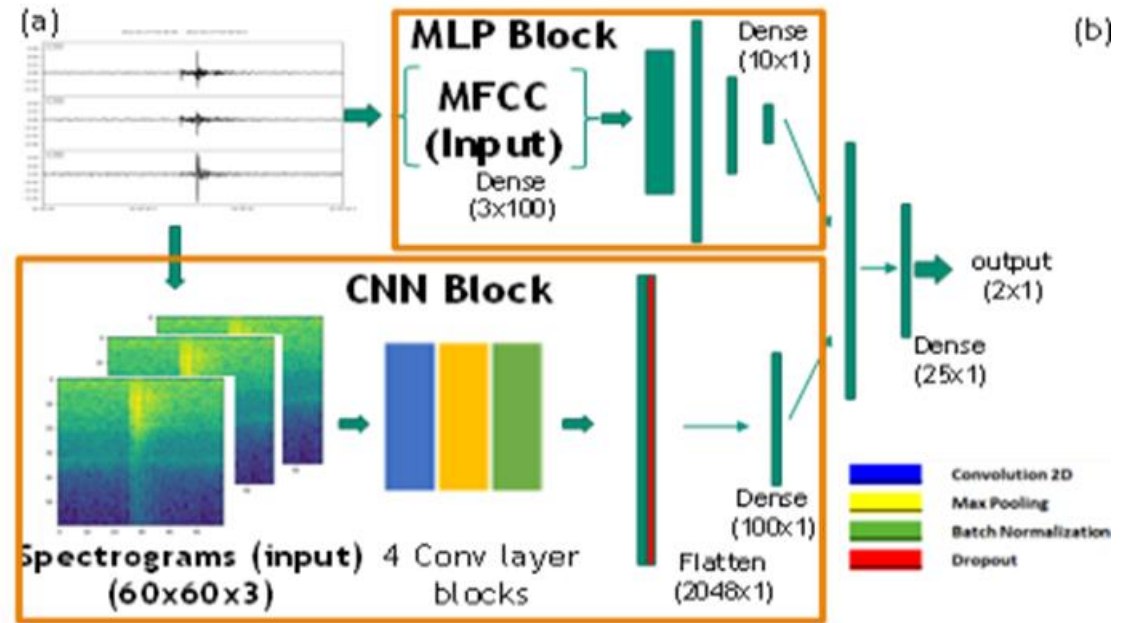 (a)
(b)
MLP Block
MFCC
(Input)
Dense
(3x100)
Dense
(10x1)
CNN Block
Spectrograms (input)
(60x60x3)
4 Conv layer
blocks
Flatten
(2048x1)
Dense
(100x1)
Dense
(25x1)
output
(2x1)
Convolution 2D
Max Pooling
Batch Normalization
Dropout